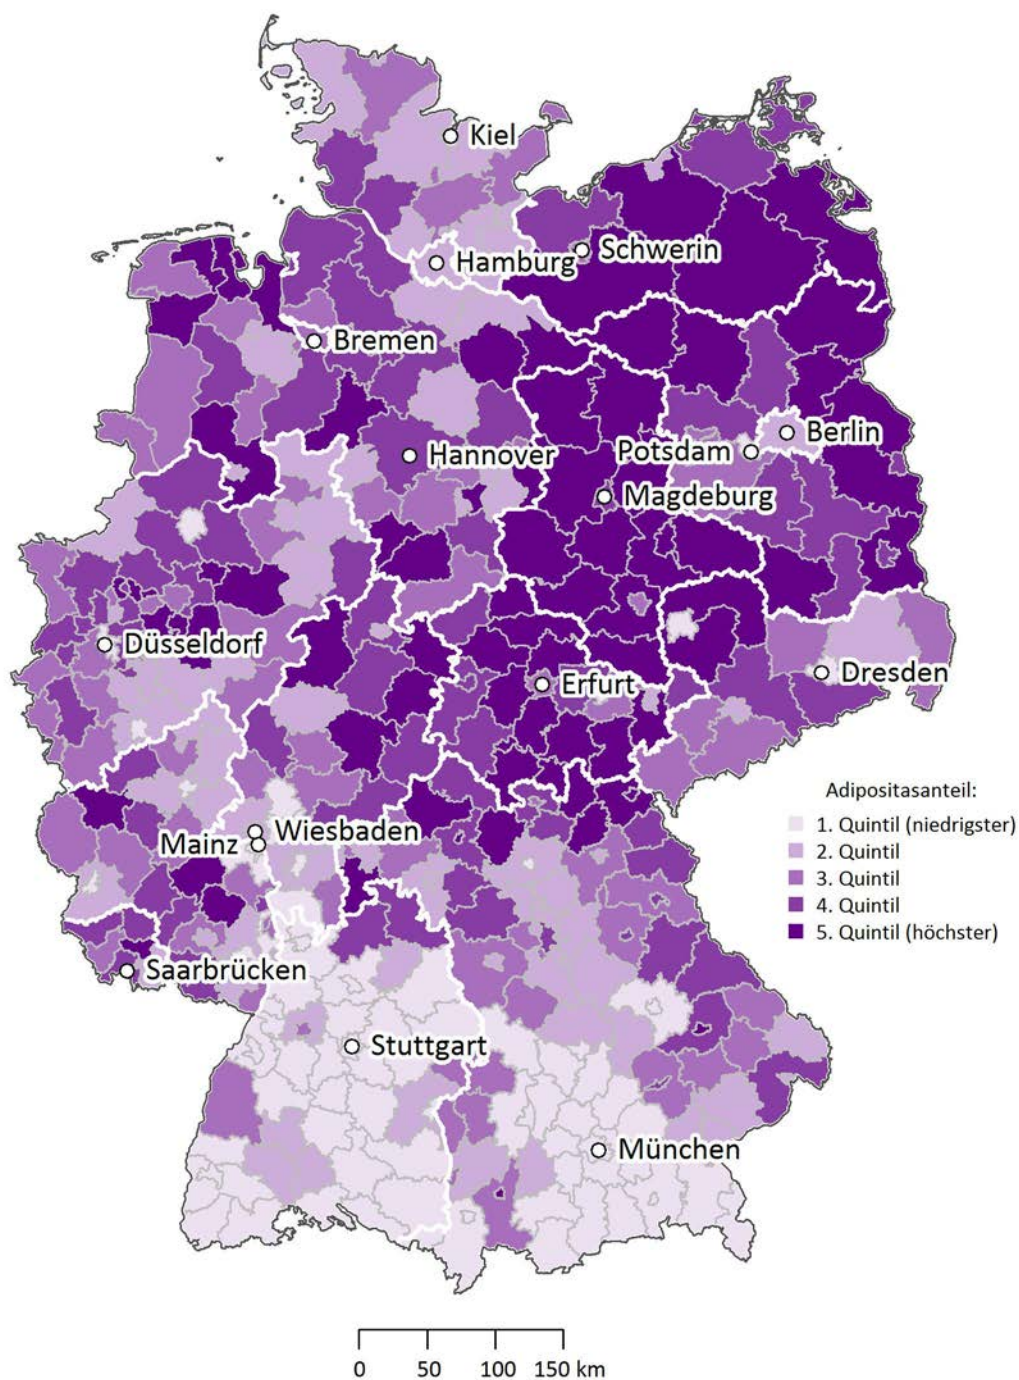 Kiel
Schwerin
Hamburg
Bremen
Berlin
Potsdam
Hannover
Magdeburg
Düsseldorf
Erfurt
Dresden
Adipositasanteil:
1. Quintil (niedrigster)
2. Quintil
3. Quintil
4. Quintil
5. Quintil (höchster)
Wiesbaden
Mainz
Saarbrücken
Stuttgart
München
0 50 100 150 km